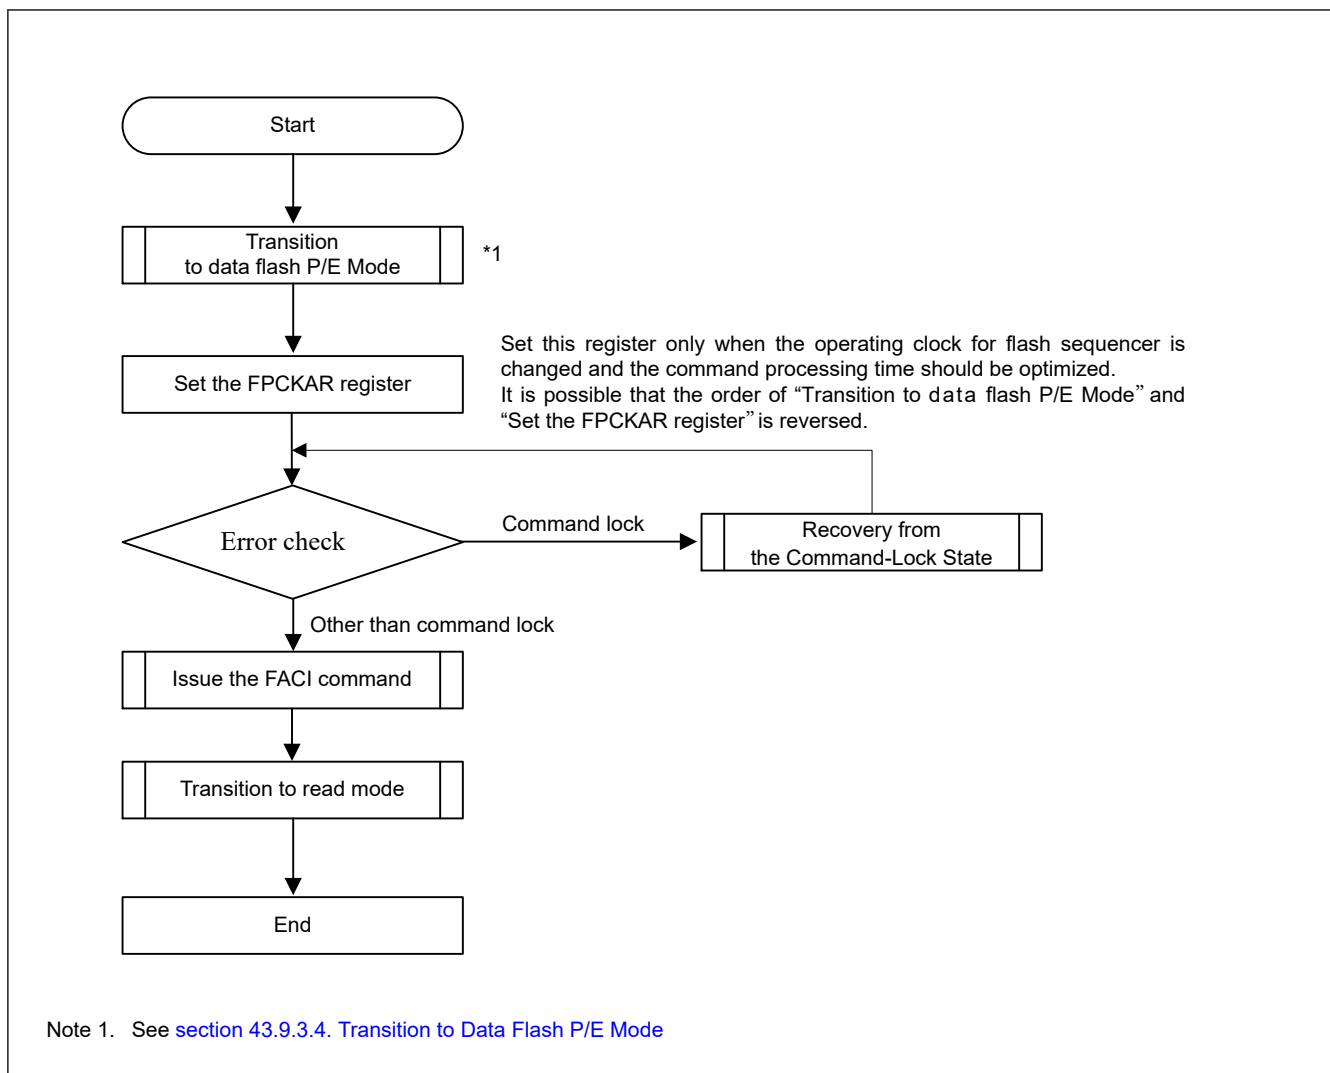 Start
Transition
to data flash P/E Mode
*1
Set this register only when the operating clock for flash sequencer is
changed and the command processing time should be optimized.
It is possible that the order of “Transition to data flash P/E Mode” and
“Set the FPCKAR register” is reversed.
Set the FPCKAR register
Error check
Command lock
Recovery from
the Command-Lock State
Other than command lock
Issue the FACI command
Transition to read mode
End
Note 1. See section 43.9.3.4. Transition to Data Flash P/E Mode